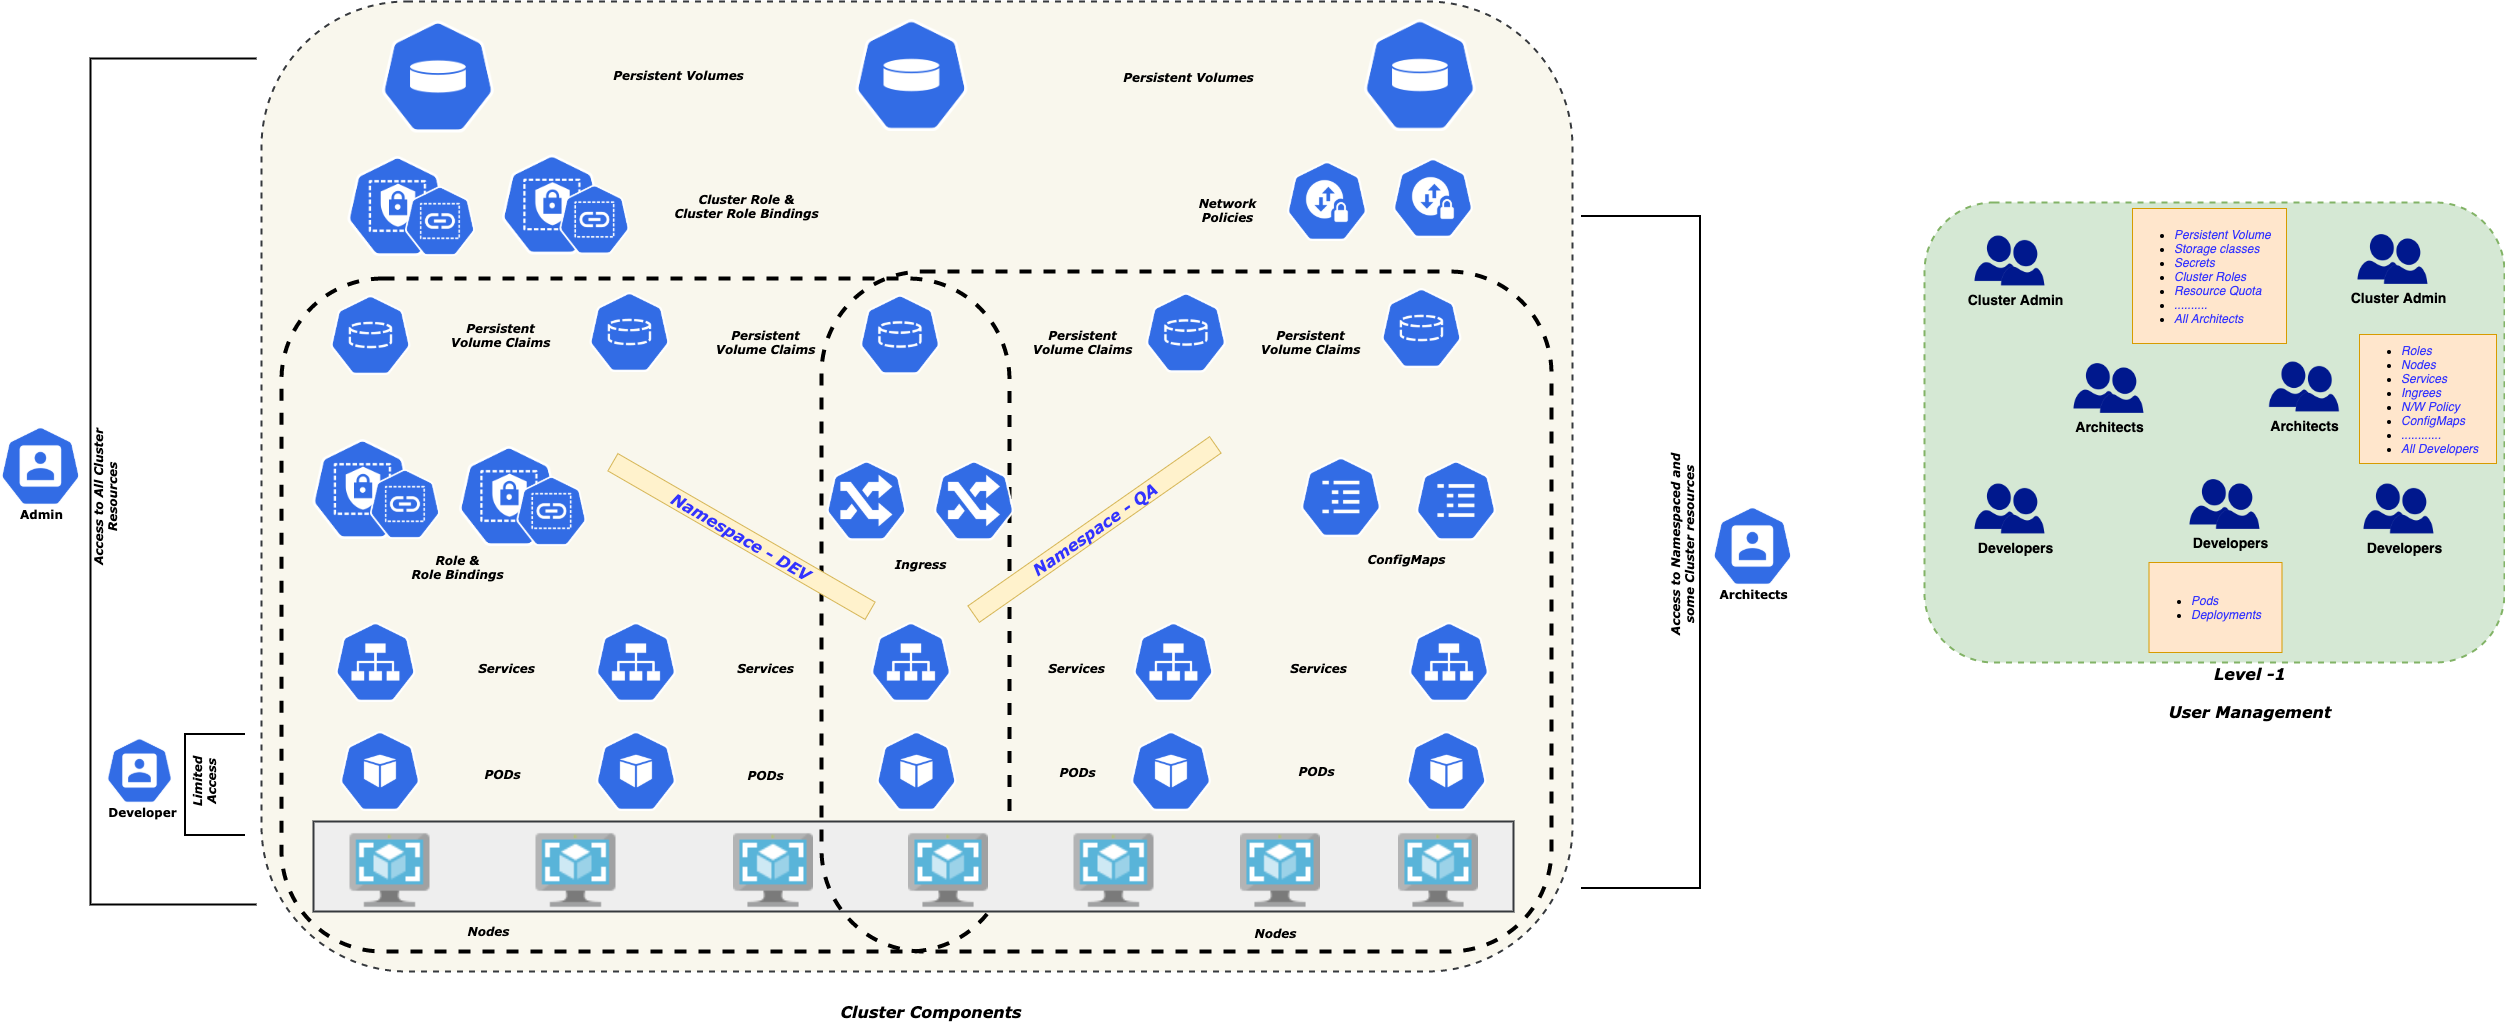 Persistent Volumes
Persistent Volumes
Cluster Role &
Cluster Role Bindings
Network
Policies
Persistent
Volume Claims
Persistent
Volume Claims
Persistent
Volume Claims
Persistent
Volume Claims
Admin
Access to All Cluster
Resources
Namespace - DEV
Namespace - QA
Role &
Role Bindings
Ingress
ConfigMaps
Access to Namespaced and
some Cluster resources
Architects
Services
Services
Services
Services
Developer
Limited
Access
PODs
PODs
PODs
PODs
Nodes
Nodes
Cluster Components
Cluster Admin
Persistent Volume
Storage classes
Secrets
Cluster Roles
Resource Quota
..........
All Architects
Cluster Admin
Architects
Architects
Roles
Nodes
Services
Ingrees
N/W Policy
ConfigMaps
............
All Developers
Developers
Developers
Developers
Pods
Deployments
Level -1
User Management